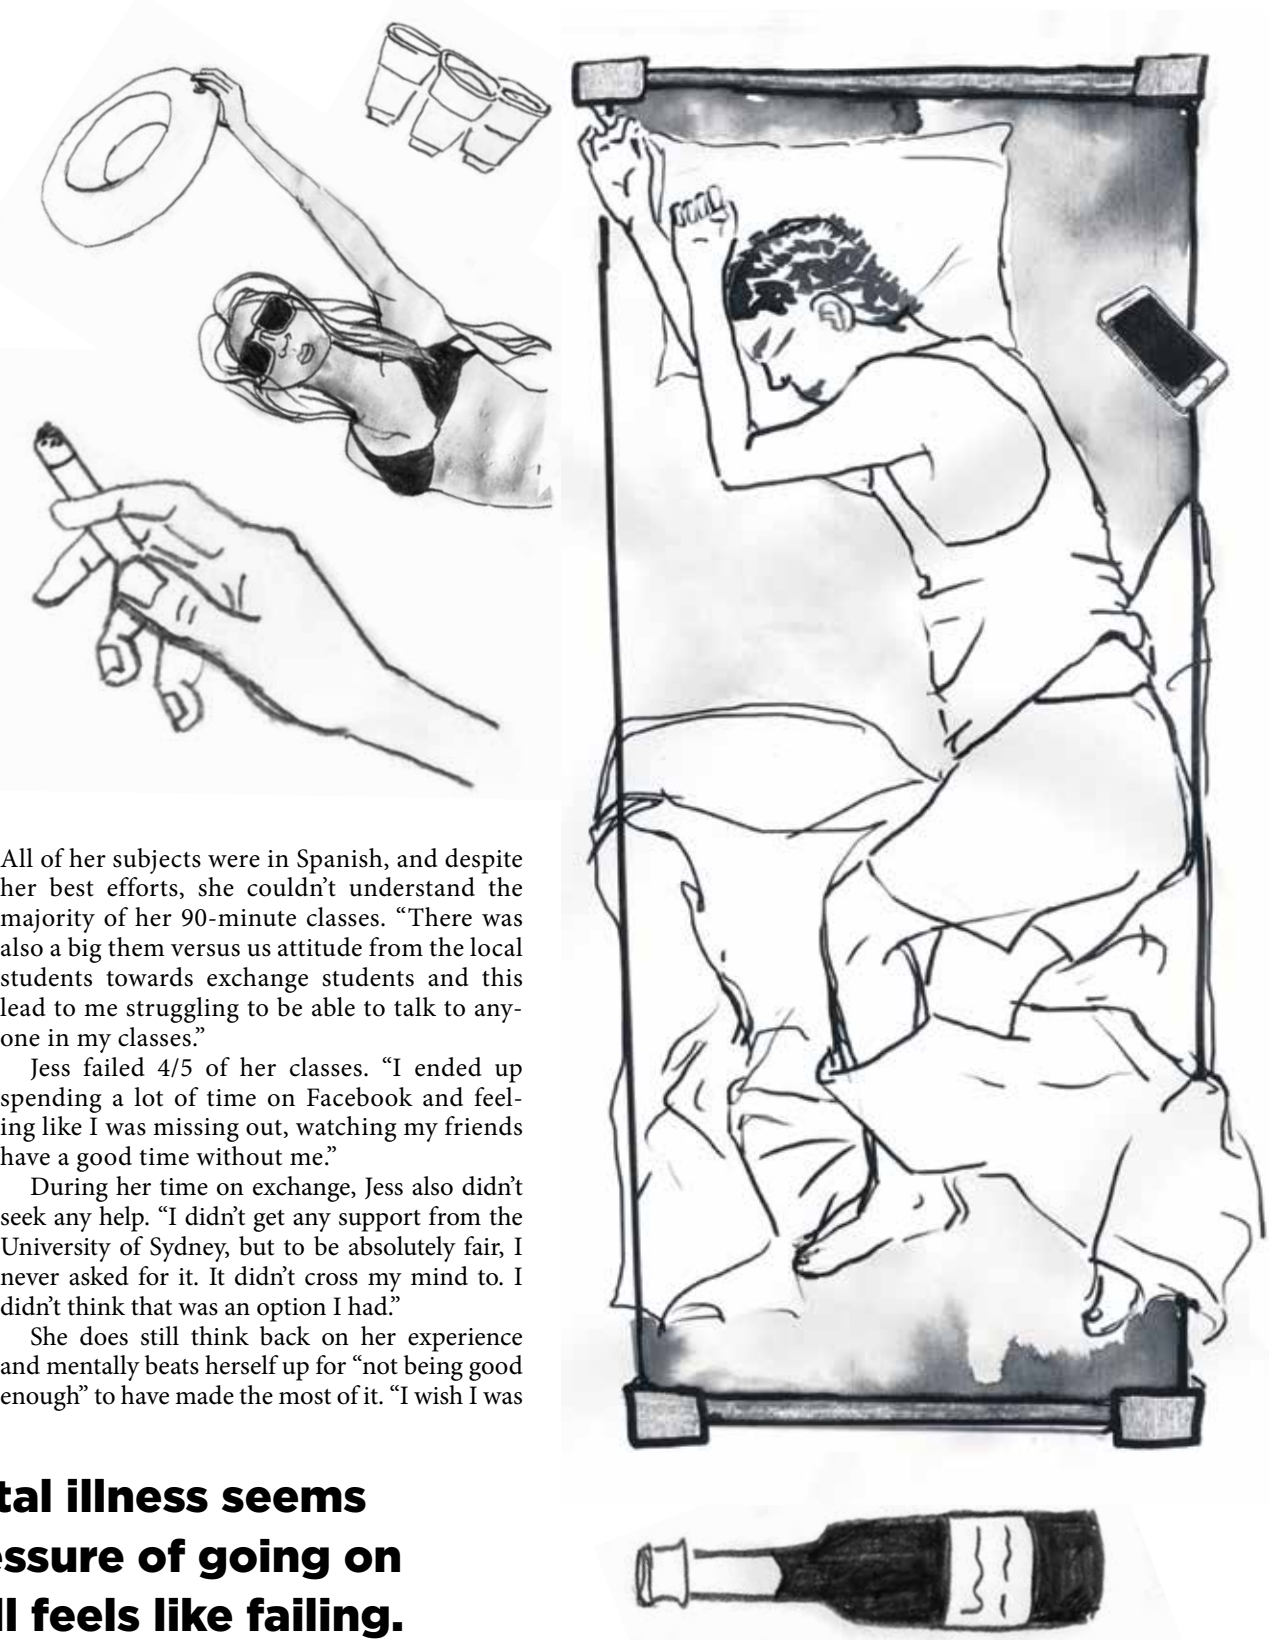 All of her subjects were in Spanish, and despite
her best efforts, she couldn’t understand the
majority of her 90-minute classes. “There was
also a big them versus us attitude from the local
students towards exchange students and this
lead to me struggling to be able to talk to any-
one in my classes.”
Jess failed 4/5 of her classes. “I ended up
spending a lot of time on Facebook and feel-
ing like I was missing out, watching my friends
have a good time without me.”
During her time on exchange, Jess also didn’t
seek any help. “I didn’t get any support from the
University of Sydney, but to be absolutely fair, I
never asked for it. It didn’t cross my mind to. I
didn’t think that was an option I had.”
She does still think back on her experience
and mentally beats herself up for “not being good
enough” to have made the most of it. “I wish I was
tal illness seems
essure of going on
ll feels like failing.